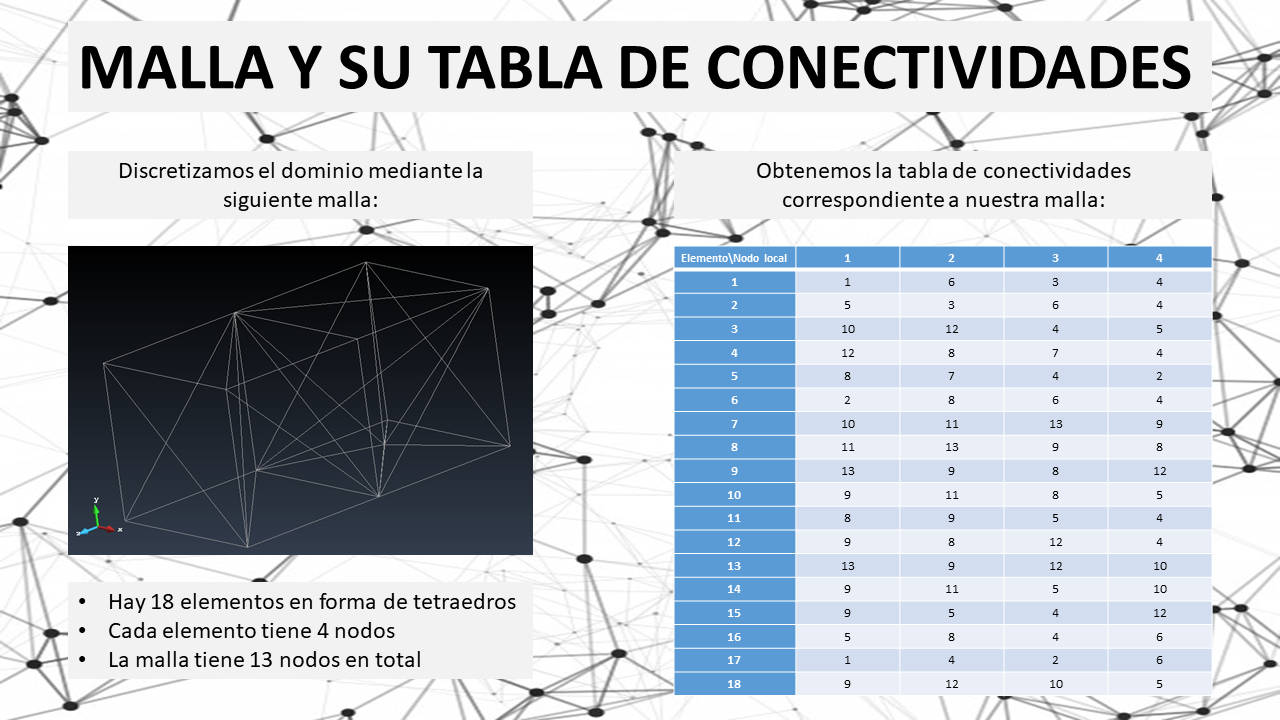 MALLA Y SU TABLA DE CONECTIVIDADES
Discretizamos el dominio mediante la
siguiente malla:
Obtenemos la tabla de conectividades
correspondiente a nuestra malla:
y
z
x
• Hay 18 elementos en forma de tetraedros
• Cada elemento tiene 4 nodos
• La malla tiene 13 nodos en total
Elemento\Nodo local 1 2 3 4
1 1 6 3 4
2 5 3 6 4
3 10 12 4 5
4 12 8 7 4
5 8 7 4 2
6 2 8 6 4
7 10 11 13 9
8 11 13 9 8
9 13 9 8 12
10 9 11 8 5
11 8 9 5 4
12 9 8 12 4
13 13 9 12 10
14 9 11 5 10
15 9 5 4 12
16 5 8 4 6
17 1 4 2 6
18 9 12 10 5